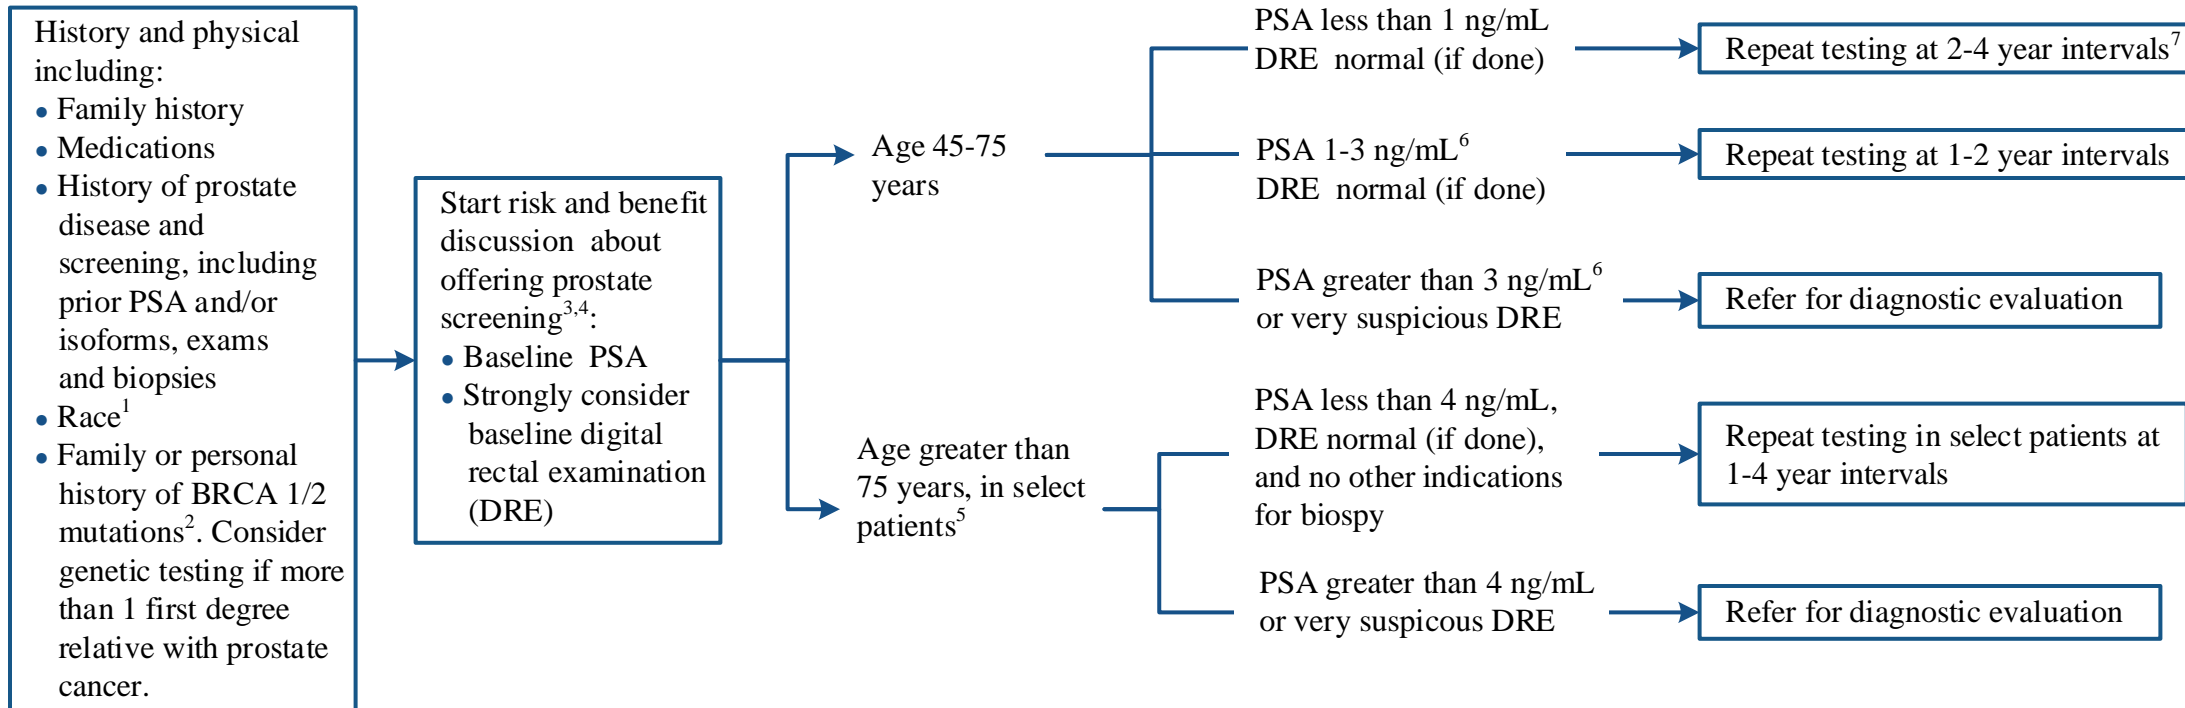 History and physical
including:
• Family history
• Medications
• History of prostate
disease and
screening, including
prior PSA and/or
isoforms, exams
and biopsies
• Race1
• Family or personal
history of BRCA 1/2
mutations2. Consider
genetic testing if more
than 1 first degree
relative with prostate
cancer.
Start risk and benefit
discussion about
offering prostate
screening3,4:
• Baseline PSA
• Strongly consider
baseline digital
rectal examination
(DRE)
Age 45-75
years
PSA less than 1 ng/mL
DRE normal (if done)
Repeat testing at 2-4 year intervals7
PSA 1-3 ng/mL6
DRE normal (if done)
Repeat testing at 1-2 year intervals
PSA greater than 3 ng/mL6
or very suspicious DRE
Refer for diagnostic evaluation
Age greater than
75 years, in select
patients5
PSA less than 4 ng/mL,
DRE normal (if done),
and no other indications
for biospy
Repeat testing in select patients at
1-4 year intervals
PSA greater than 4 ng/mL
or very suspicous DRE
Refer for diagnostic evaluation